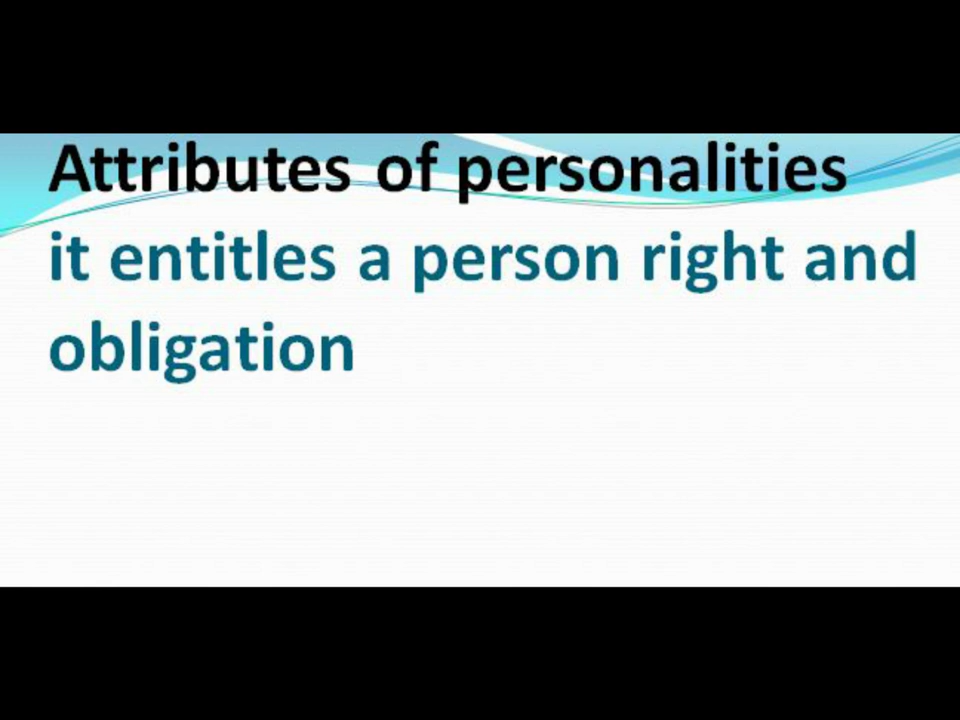 Attributes of personalities
it entitles a person right and
obligation